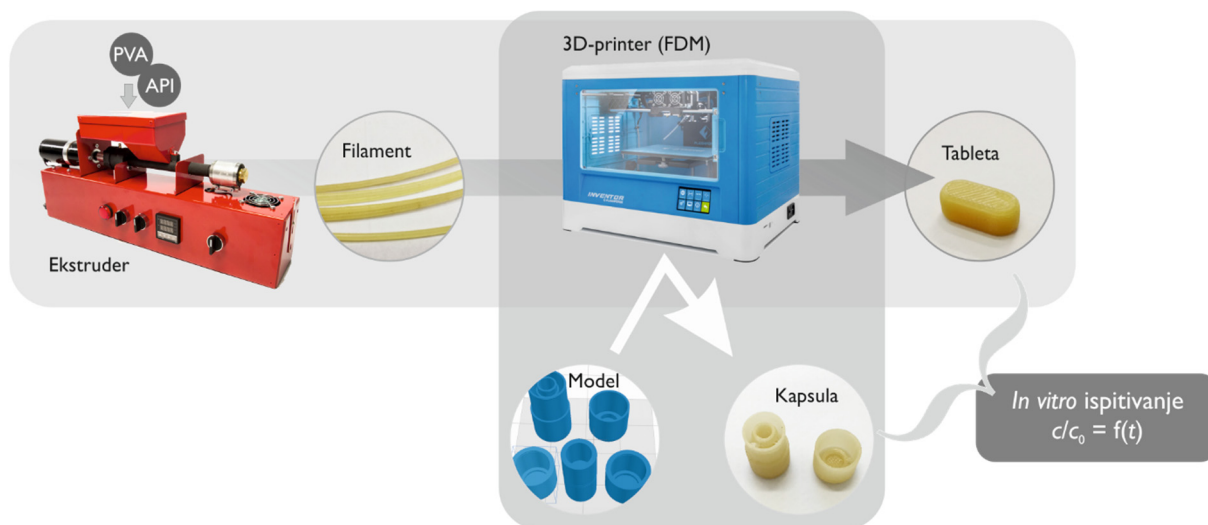 PVA
API
Ekstruder
Filament
3D-printer (FDM)
INVENTOR
Tableta
Model
Kapsula
In vitro ispitivanje
c/c₀ = f(t)